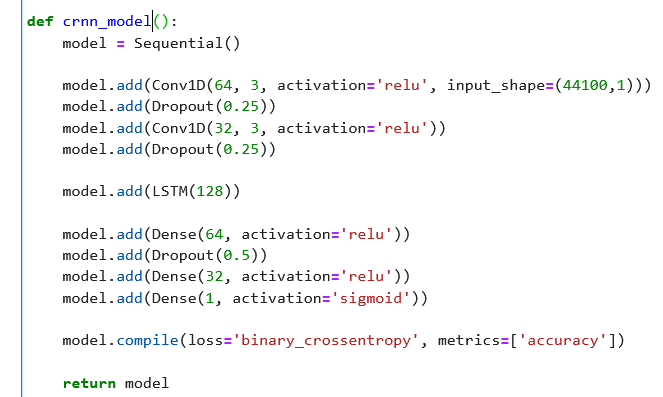 def crnn_model():
    model = Sequential()
    model.add(Conv1D(64, 3, activation='relu', input_shape=(44100,1)))
    model.add(Dropout(0.25))
    model.add(Conv1D(32, 3, activation='relu'))
    model.add(Dropout(0.25))
    model.add(LSTM(128))
    model.add(Dense(64, activation='relu'))
    model.add(Dropout(0.5))
    model.add(Dense(32, activation='relu'))
    model.add(Dense(1, activation='sigmoid'))
    model.compile(loss='binary_crossentropy', metrics=['accuracy'])
    return model